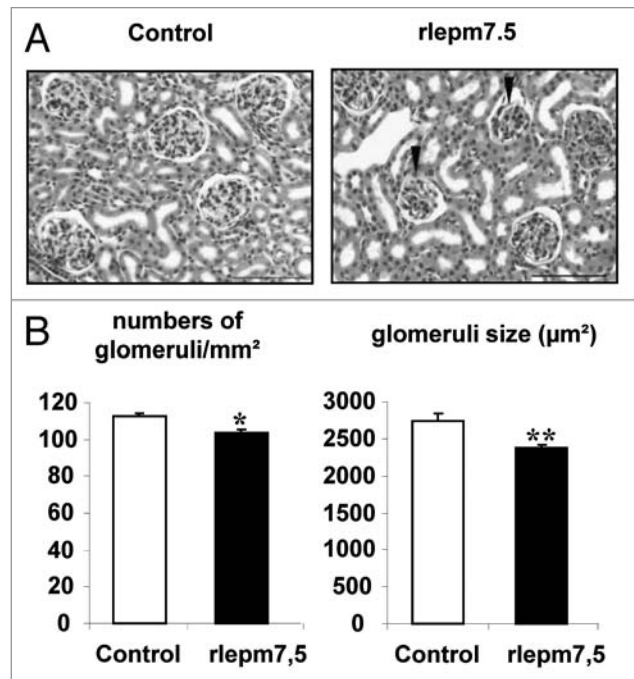 A
Control
rlepm7.5
B
numbers of
glomeruli/mm²
120
100
80
60
40
20
0
*
Control
rlepm7,5
glomeruli size (µm²)
3000
2500
2000
1500
1000
500
0
**
Control
rlepm7,5